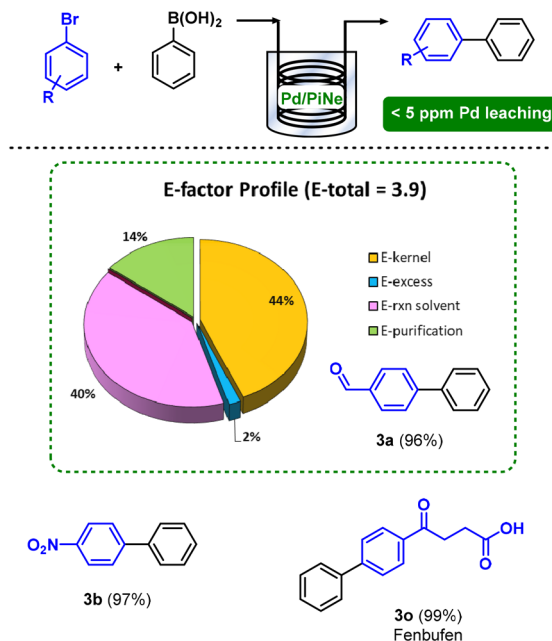 Br
B(OH)2
R
+
Pd/PiNe
R
< 5 ppm Pd leaching
E-factor Profile (E-total = 3.9)
14%
44%
40%
2%
E-kernel
E-excess
E-rxn solvent
E-purification
O
3a (96%)
O2N
3b (97%)
O
OH
O
3o (99%)
Fenbufen